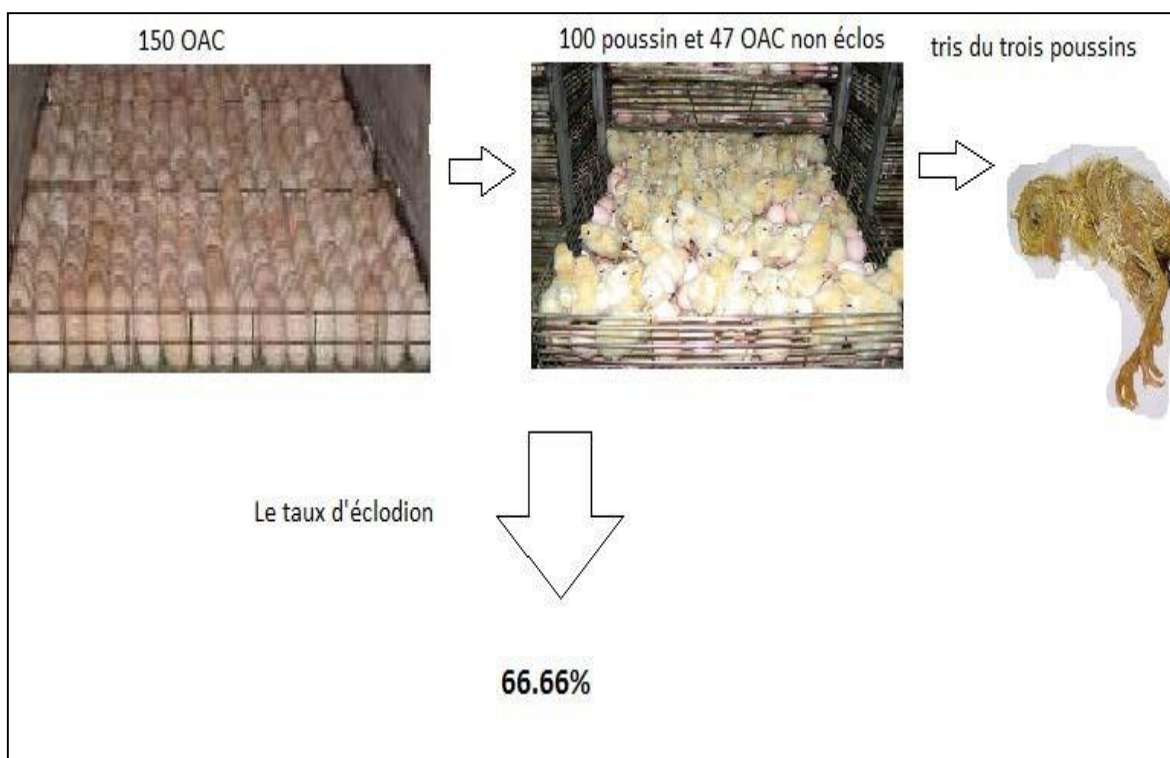 150 OAC
100 poussin et 47 OAC non éclos
tris du trois poussins
Le taux d'éclodion
66.66%